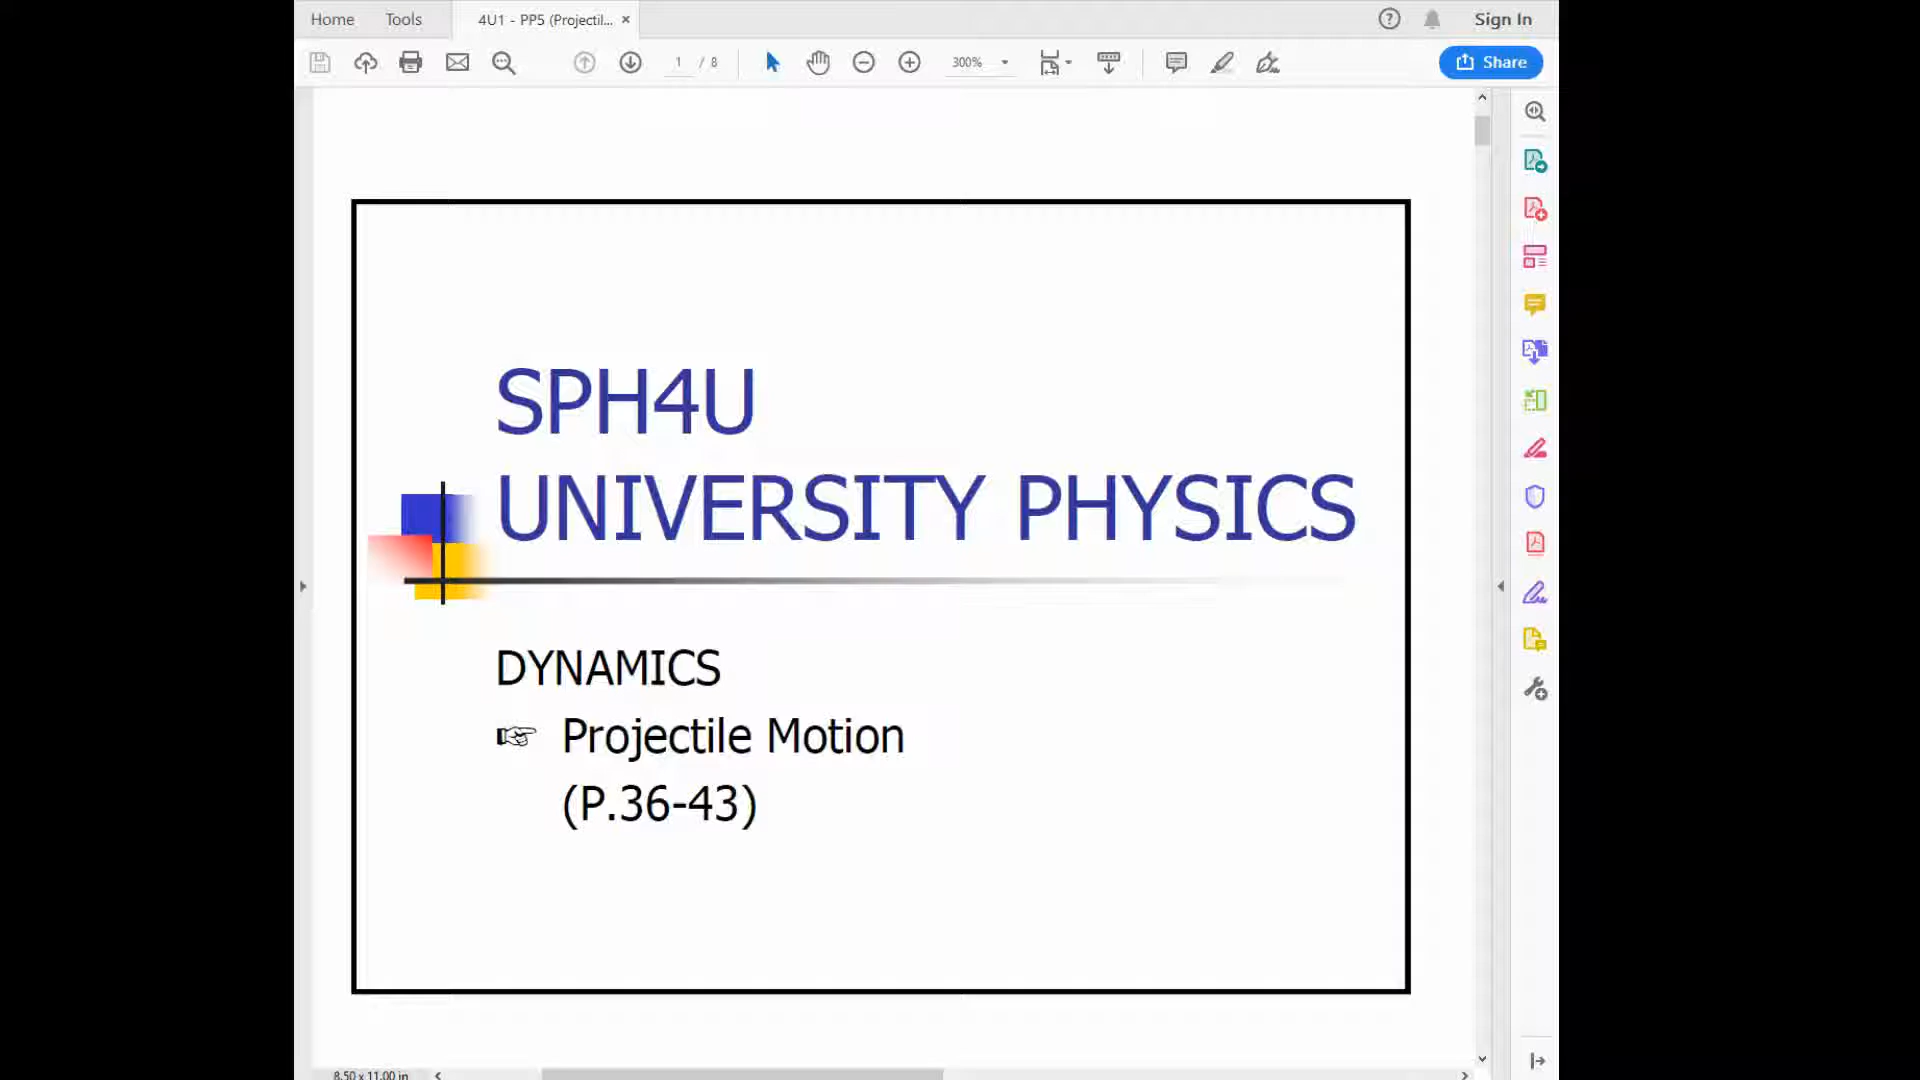 Home Tools 4U1 - PP5 (Projectil... × Sign In
1 / 8 300% Share
SPH4U
UNIVERSITY PHYSICS
DYNAMICS
☞ Projectile Motion
(P.36-43)
8.50 x 11.00 in